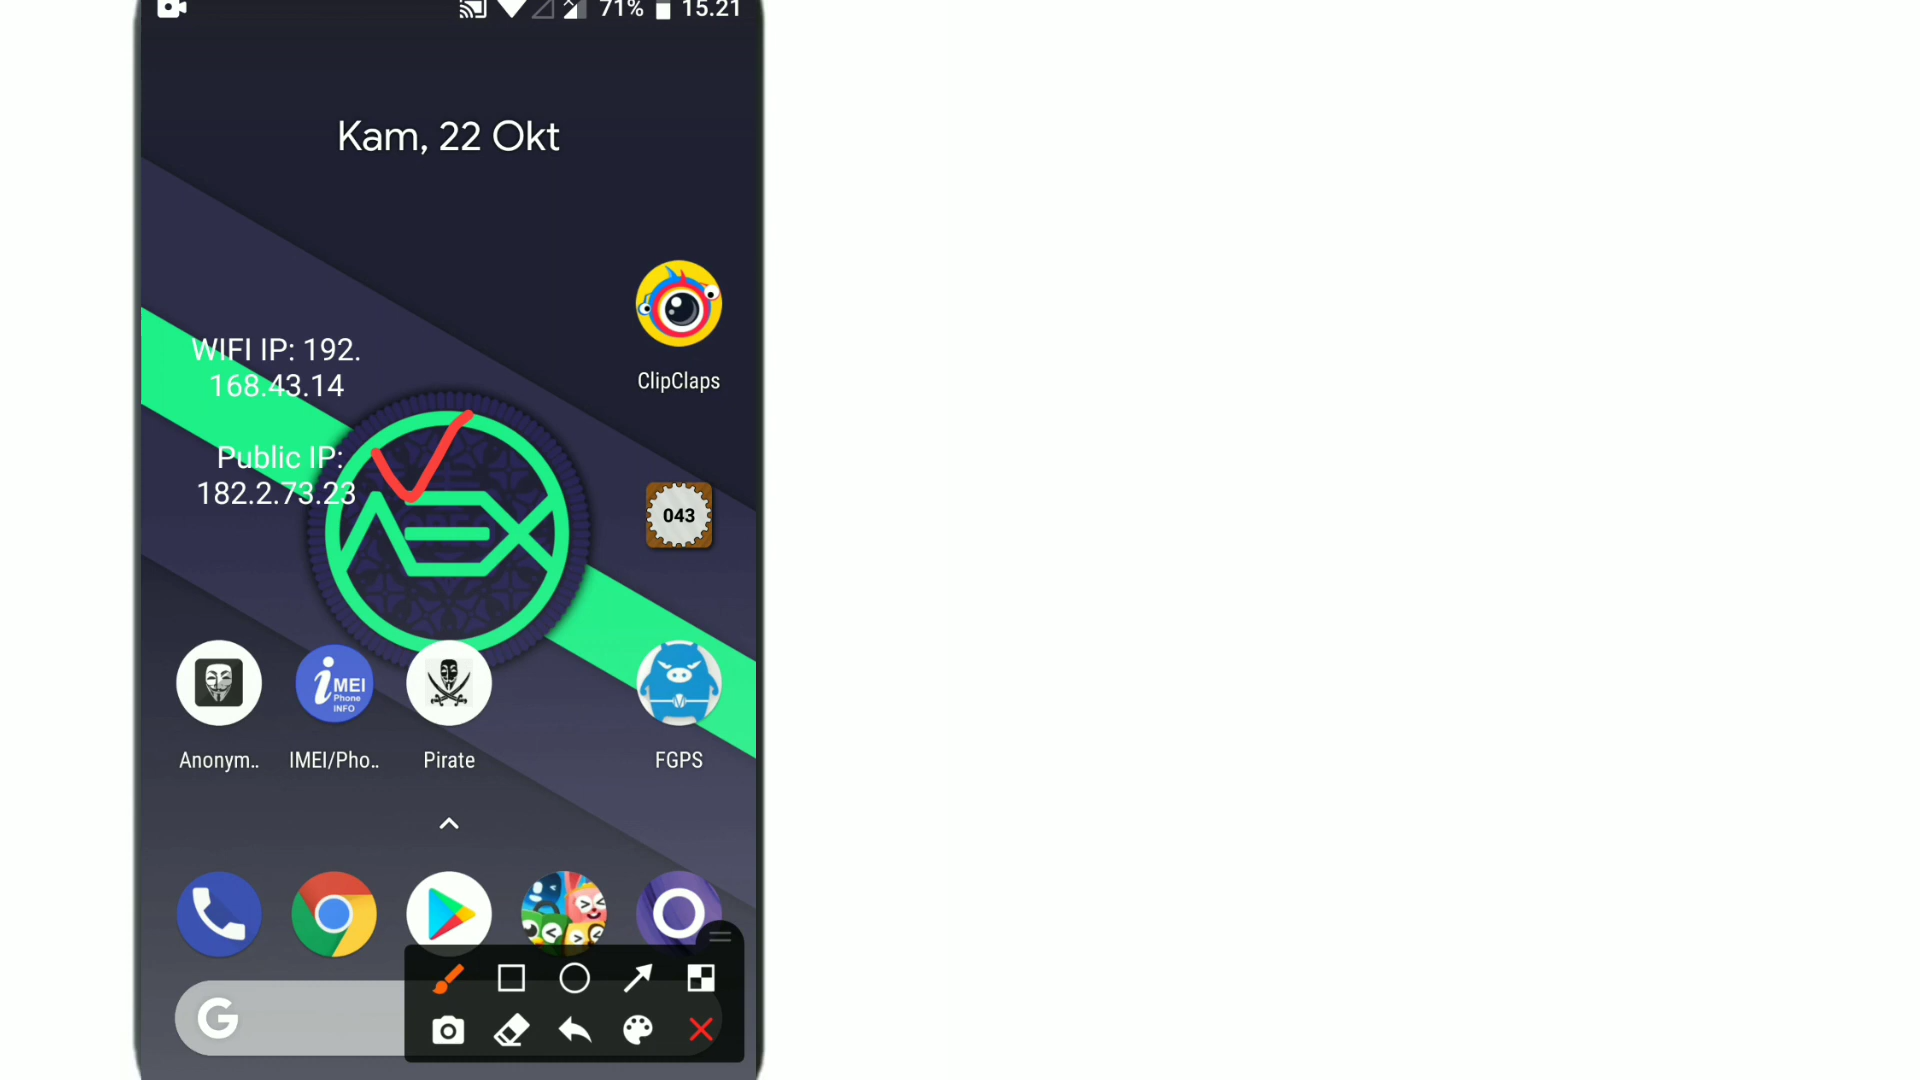 71% 15.21
Kam, 22 Okt
ClipClaps
WIFI IP: 192.
168.43.14
Public IP:
182.2.73.23
AEX
043
iMEI
Phone
INFO
Anonym..
IMEI/Pho..
Pirate
FGPS
G